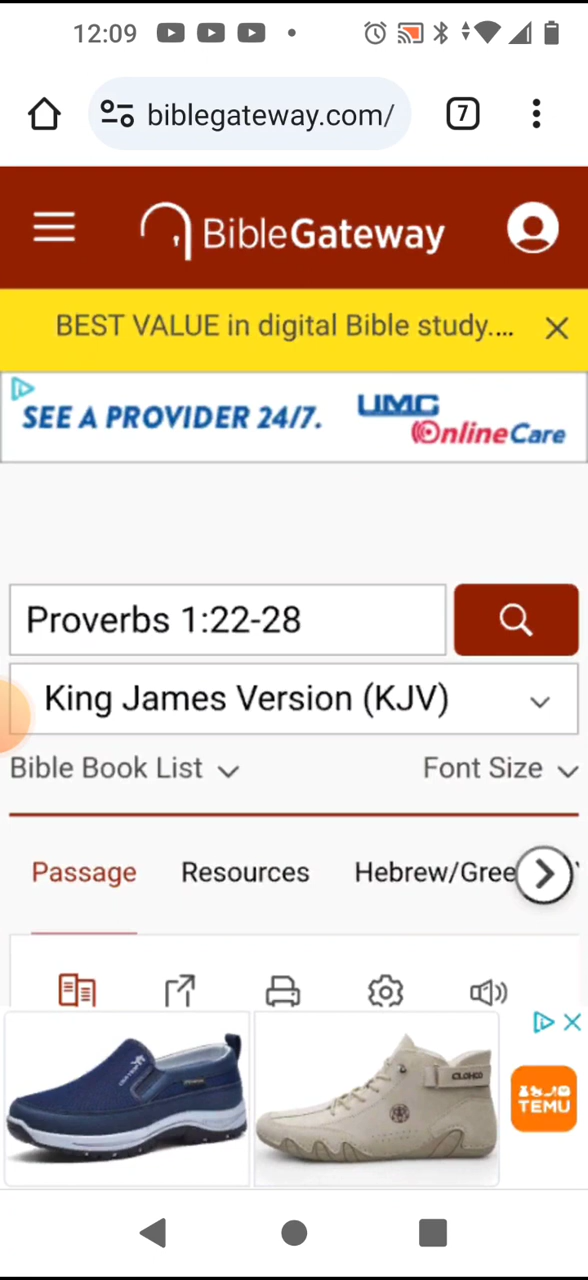 12:09
biblegateway.com/
7
BibleGateway
BEST VALUE in digital Bible study....
SEE A PROVIDER 24/7.
UMC
OnlineCare
Proverbs 1:22-28
King James Version (KJV)
Bible Book List
Font Size
Passage
Resources
Hebrew/Gree
TEMU